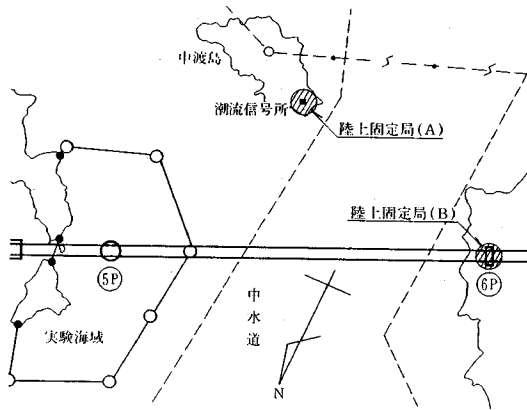 中渡島
潮流信号所
陸上固定局(A)
陸上固定局(B)
5P
6P
中水道
実験海域
N